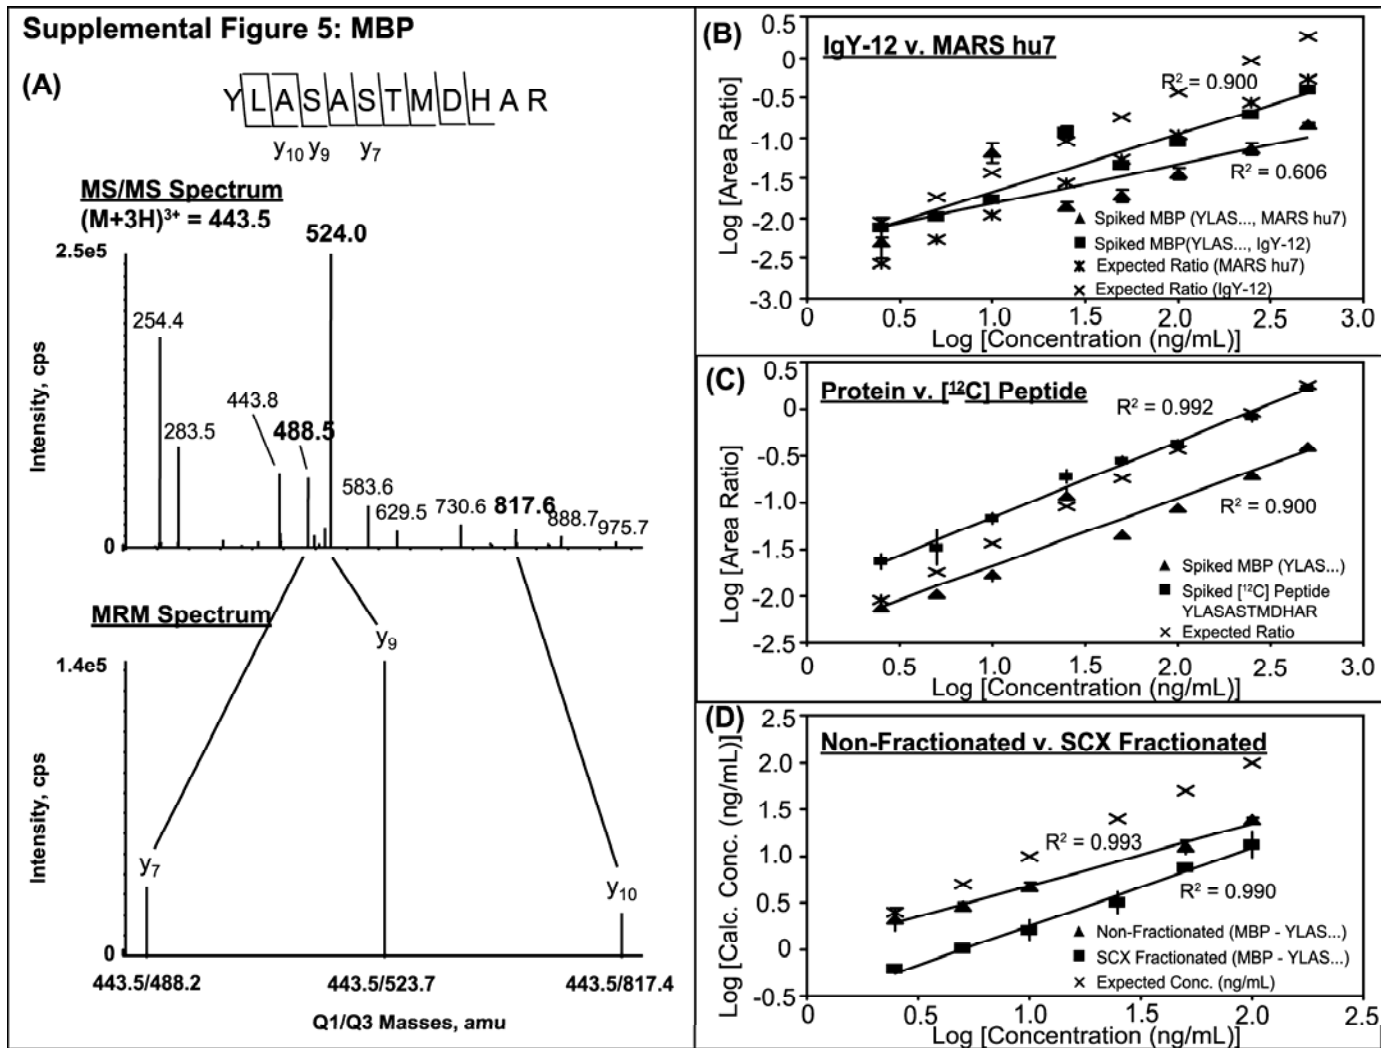 Supplemental Figure 5: MBP
(A)
YLASASTMDHAR
y10 y9 y7
MS/MS Spectrum
(M+3H)3+ = 443.5
524.0
2.5e5
254.4
443.8
488.5
283.5
583.6
629.5
730.6
817.6
888.7
975.7
Intensity, cps
0
MRM Spectrum
1.4e5
y9
y7
y10
Intensity, cps
0
443.5/488.2
443.5/523.7
443.5/817.4
Q1/Q3 Masses, amu
(B)
IgY-12 v. MARS hu7
0.5
0
-0.5
-1.0
-1.5
-2.0
-2.5
-3.0
Log [Area Ratio]
R2 = 0.900
R2 = 0.606
Spiked MBP (YLAS..., MARS hu7)
Spiked MBP(YLAS..., IgY-12)
Expected Ratio (MARS hu7)
Expected Ratio (IgY-12)
0 0.5 1.0 1.5 2.0 2.5 3.0
Log [Concentration (ng/mL)]
(C)
Protein v. [12C] Peptide
0.5
0
-0.5
-1.0
-1.5
-2.0
-2.5
Log [Area Ratio]
R2 = 0.992
R2 = 0.900
Spiked MBP (YLAS...)
Spiked [12C] Peptide
YLASASTMDHAR
Expected Ratio
0 0.5 1.0 1.5 2.0 2.5 3.0
Log [Concentration (ng/mL)]
(D)
Non-Fractionated v. SCX Fractionated
2.5
2.0
1.5
1.0
0.5
0
-0.5
Log [Calc. Conc. (ng/mL)]
R2 = 0.993
R2 = 0.990
Non-Fractionated (MBP - YLAS...)
SCX Fractionated (MBP - YLAS...)
Expected Conc. (ng/mL)
0 0.5 1.0 1.5 2.0 2.5
Log [Concentration (ng/mL)]